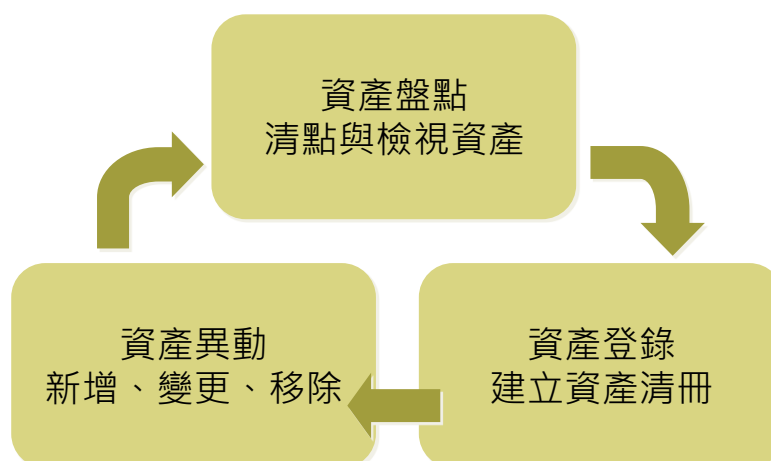 資產盤點
清點與檢視資產
資產異動
新增、變更、移除
資產登錄
建立資產清冊